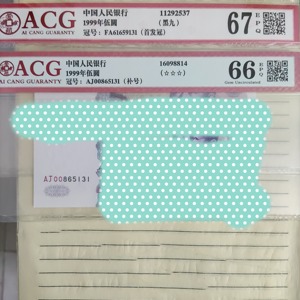 ACG
AI CANG GUARANTY
中国人民银行
1999年伍圆
冠号：FA61659131（首发冠）
11292537
（黑九）
67 EPQ
ACG
AI CANG GUARANTY
中国人民银行
1999年伍圆
冠号：AJ00865131（补号）
16098814
（☆☆☆）
66 EPQ
Gem Uncirculated
AJ00865131